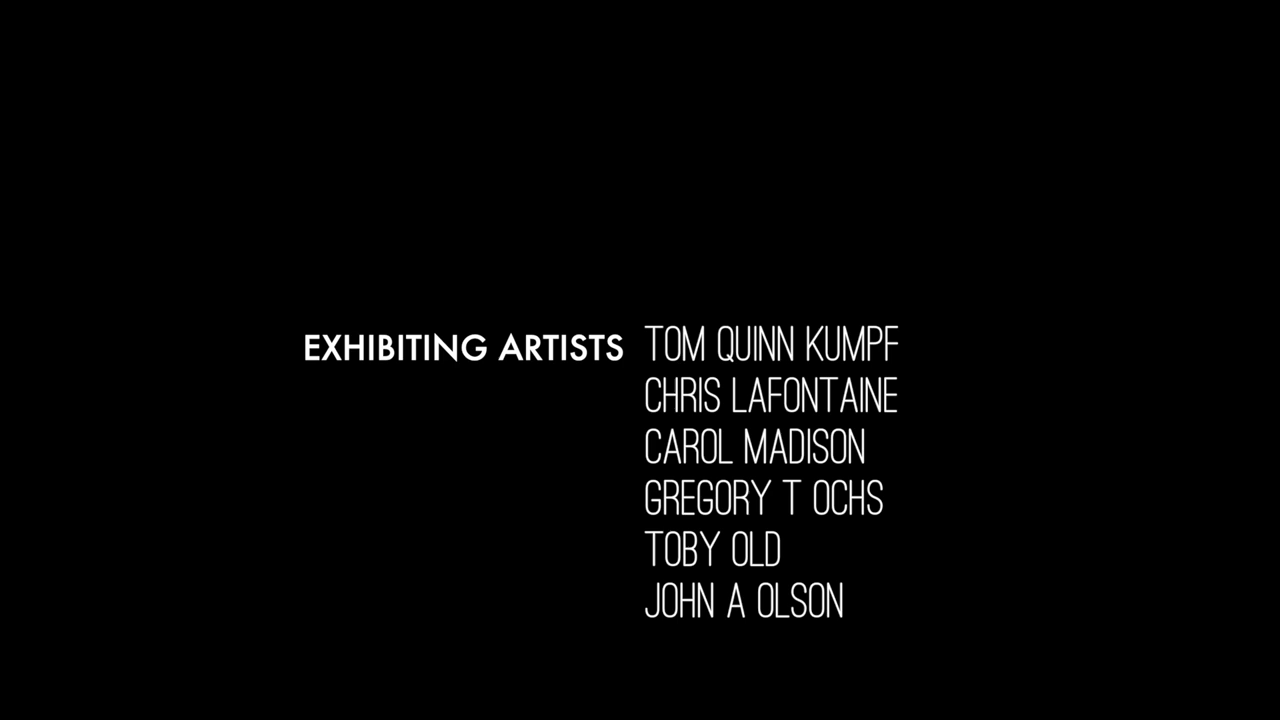 EXHIBITING ARTISTS TOM QUINN KUMPF
CHRIS LAFONTAINE
CAROL MADISON
GREGORY T OCHS
TOBY OLD
JOHN A OLSON